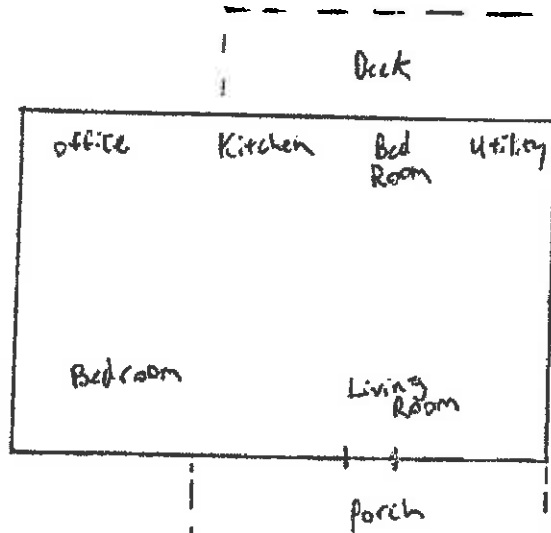 Deck
office Kitchen Bed Utility
Room
Bedroom
Living
Room
Porch